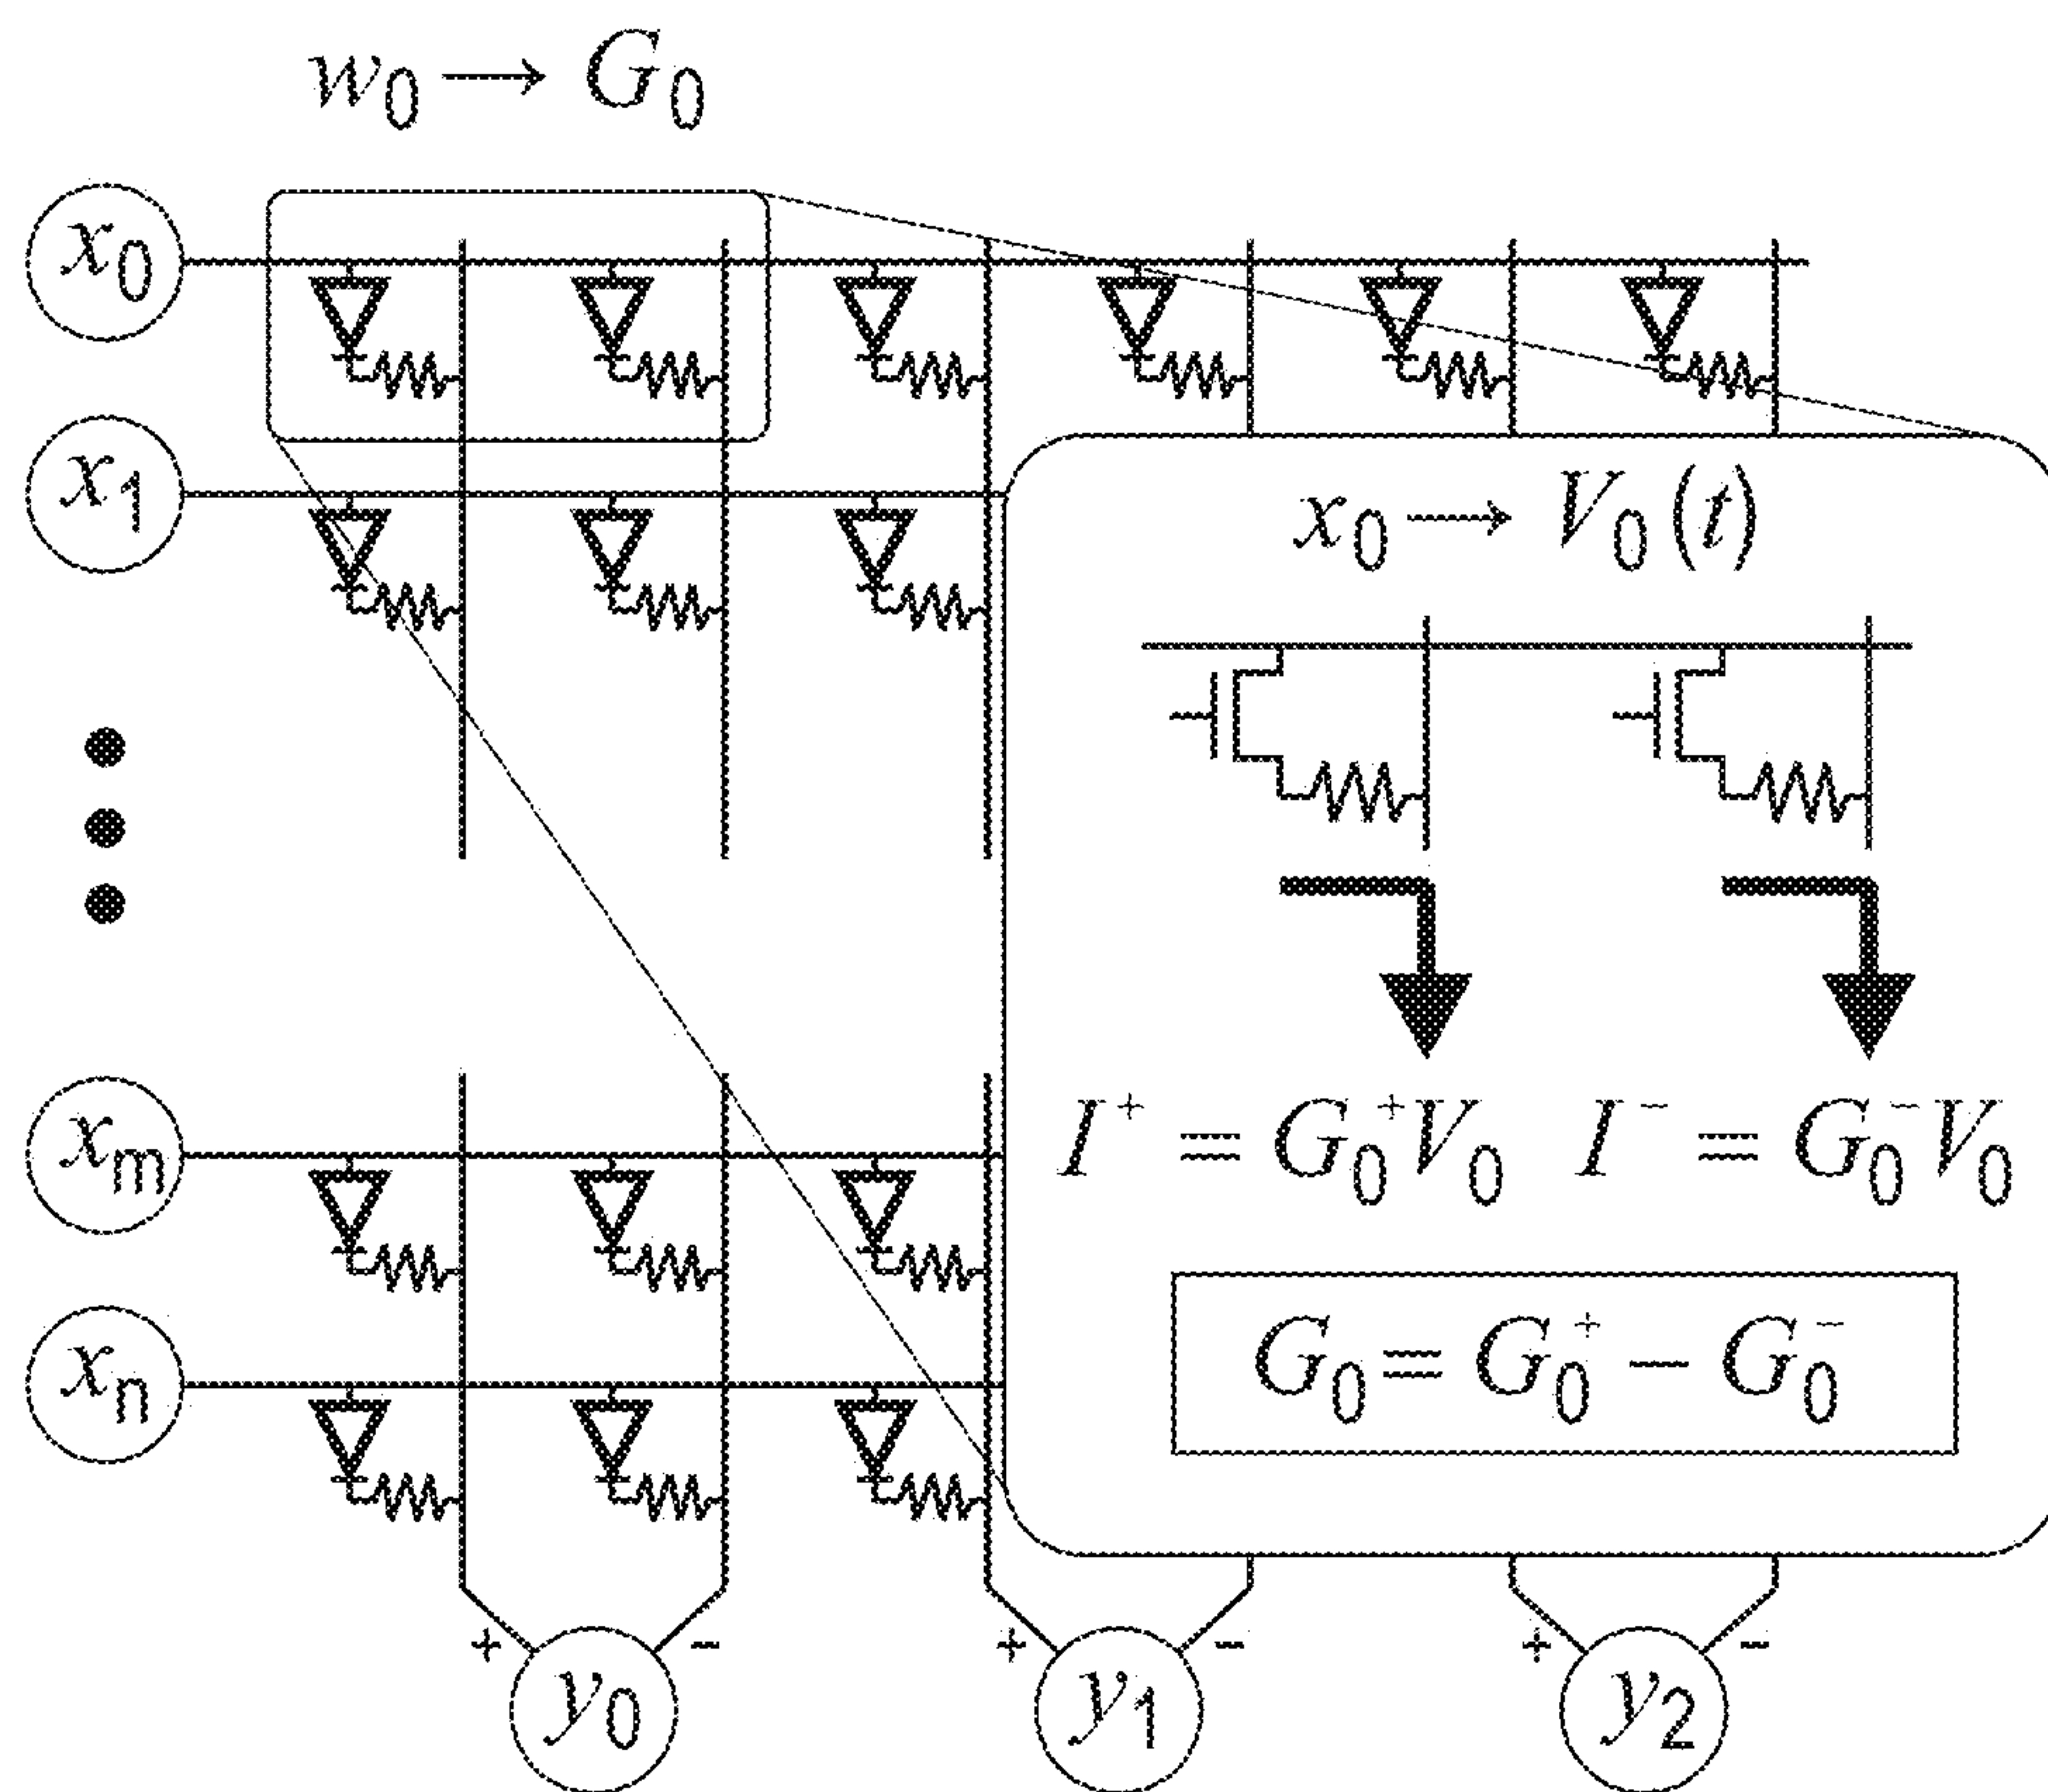 w₀ → G₀
x₀
x₁
x₀ → V₀(t)
xₘ
I⁺ = G₀⁺V₀ I⁻ = G₀⁻V₀
xₙ
G₀ = G₀⁺ − G₀⁻
+ − + − + −
y₀ y₁ y₂